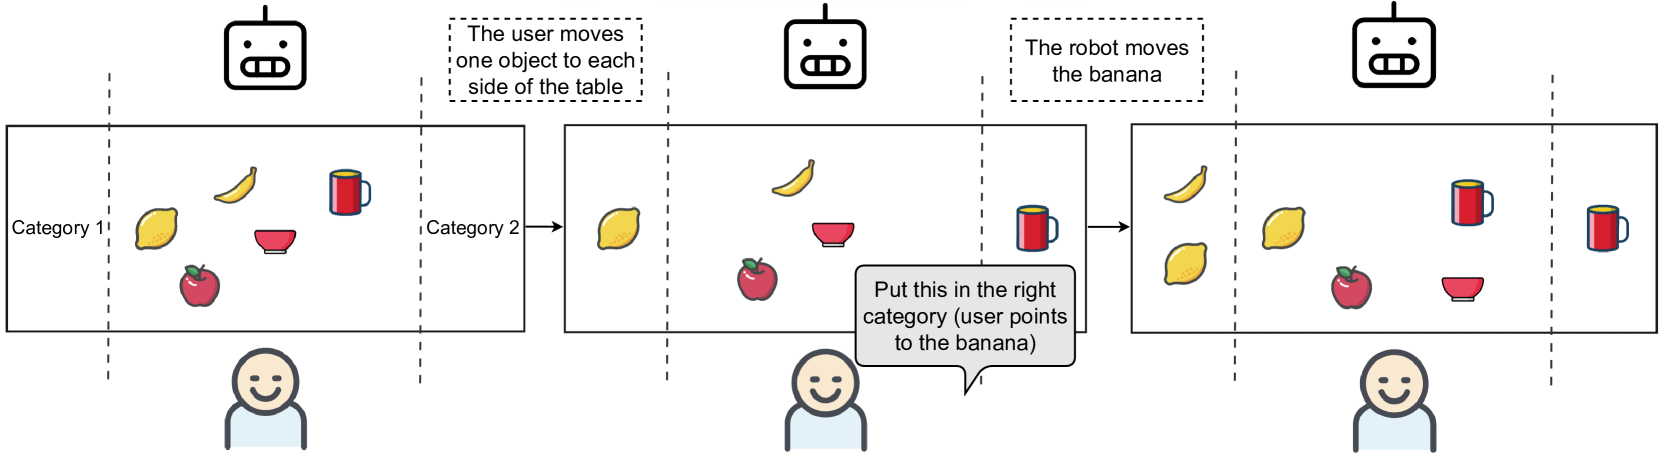 The user moves
one object to each
side of the table
The robot moves
the banana
Category 1
Category 2
Put this in the right
category (user points
to the banana)